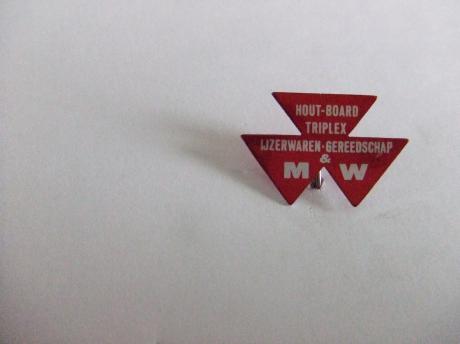 HOUT-BOARD
TRIPLEX
IJZERWAREN·GEREEDSCHAP
&
M W